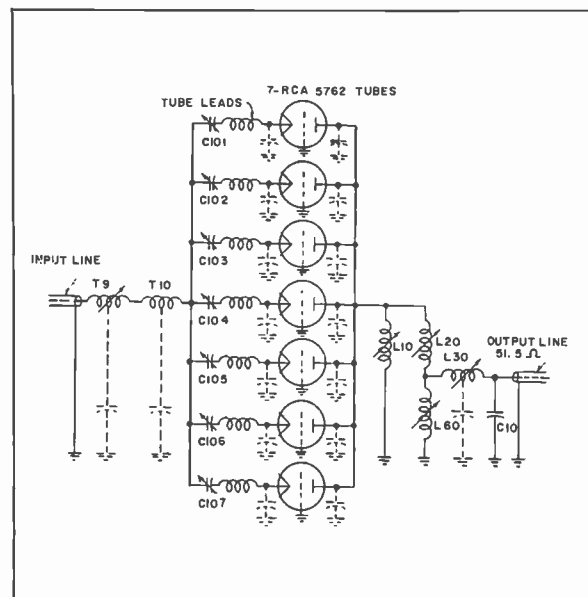 7-RCA 5762 TUBES
TUBE LEADS
C101
C102
C103
INPUT LINE
T9
T10
C104
L10
L20
L30
OUTPUT LINE
51.5 Ω
C105
L60
C10
C106
C107